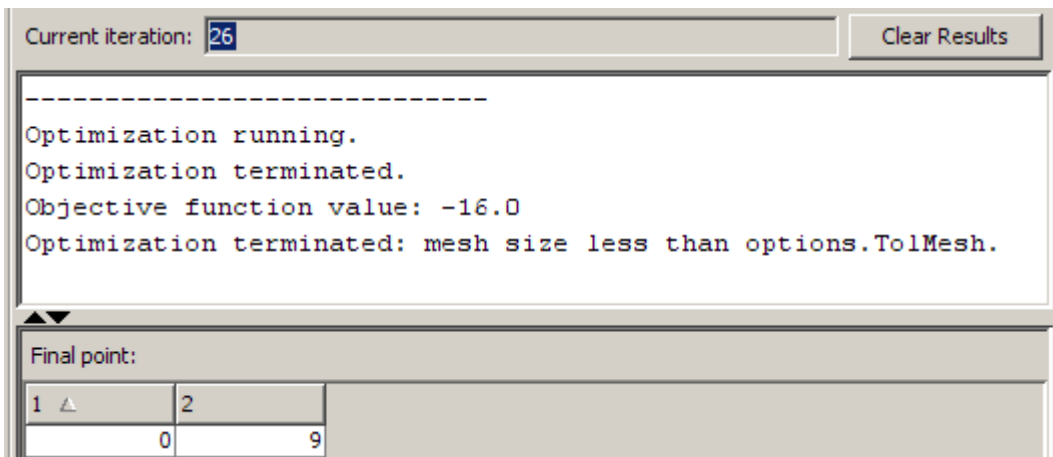 Current iteration: 26 Clear Results
------------------------------
Optimization running.
Optimization terminated.
Objective function value: -16.0
Optimization terminated: mesh size less than options.TolMesh.
Final point:
1 2
0 9